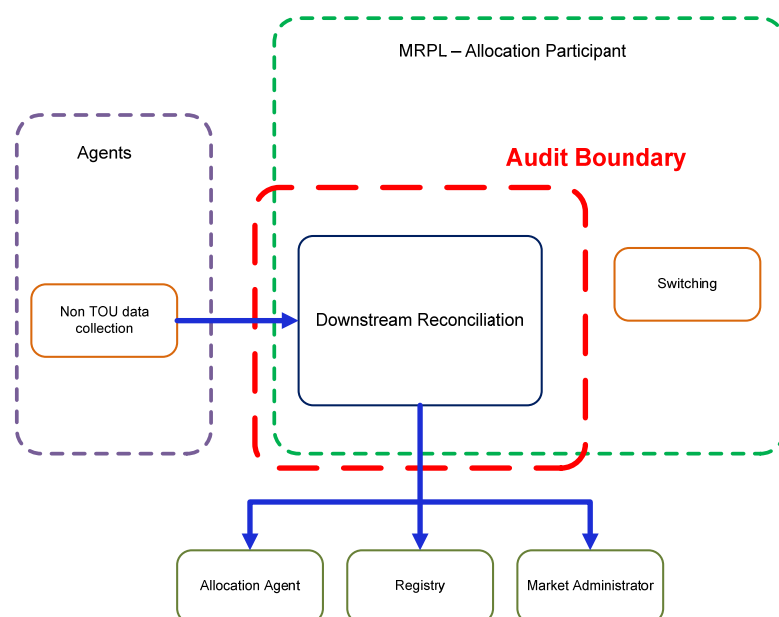 MRPL – Allocation Participant
Agents
Audit Boundary
Non TOU data
collection
Downstream Reconciliation
Switching
Allocation Agent
Registry
Market Administrator